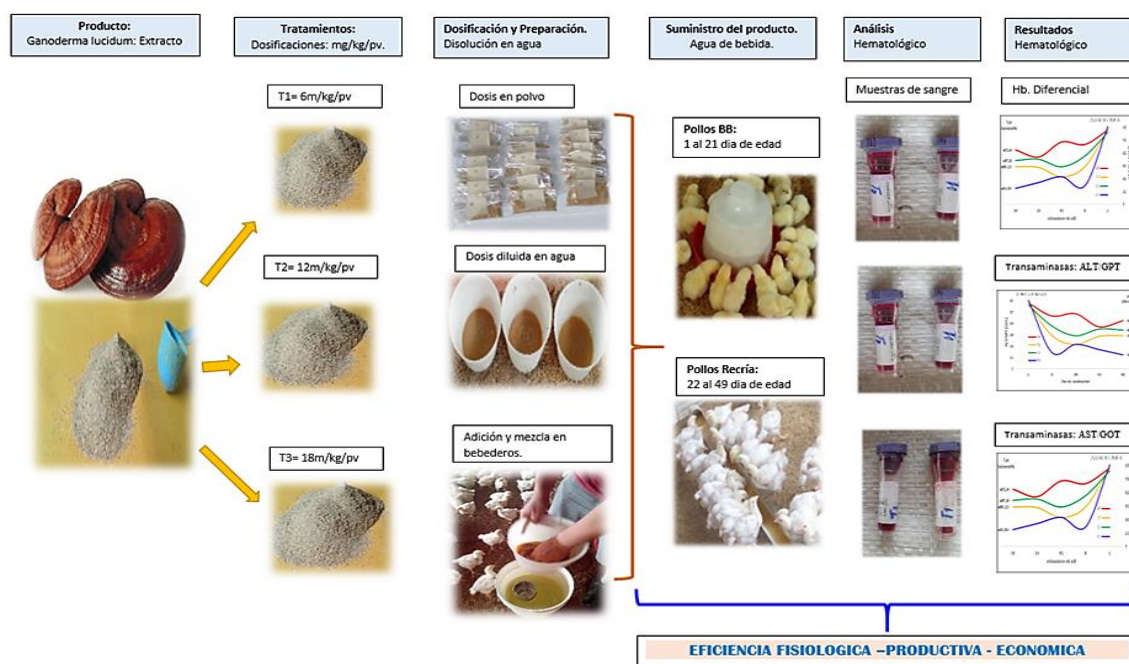 Producto:
Ganoderma lucidum: Extracto
Tratamientos:
Dosificaciones: mg/kg/pv.
Dosificación y Preparación.
Disolución en agua
Suministro del producto.
Agua de bebida.
Análisis
Hematológico
Resultados
Hematológico
T1= 6m/kg/pv
T2= 12m/kg/pv
T3= 18m/kg/pv
Dosis en polvo
Dosis diluida en agua
Adición y mezcla en
bebederos.
Pollos BB:
1 al 21 dia de edad
Pollos Recría:
22 al 49 dia de edad
Muestras de sangre
Hb. Diferencial
Transaminasas: ALT/GPT
Transaminasas: AST/GOT
EFICIENCIA FISIOLOGICA –PRODUCTIVA - ECONOMICA